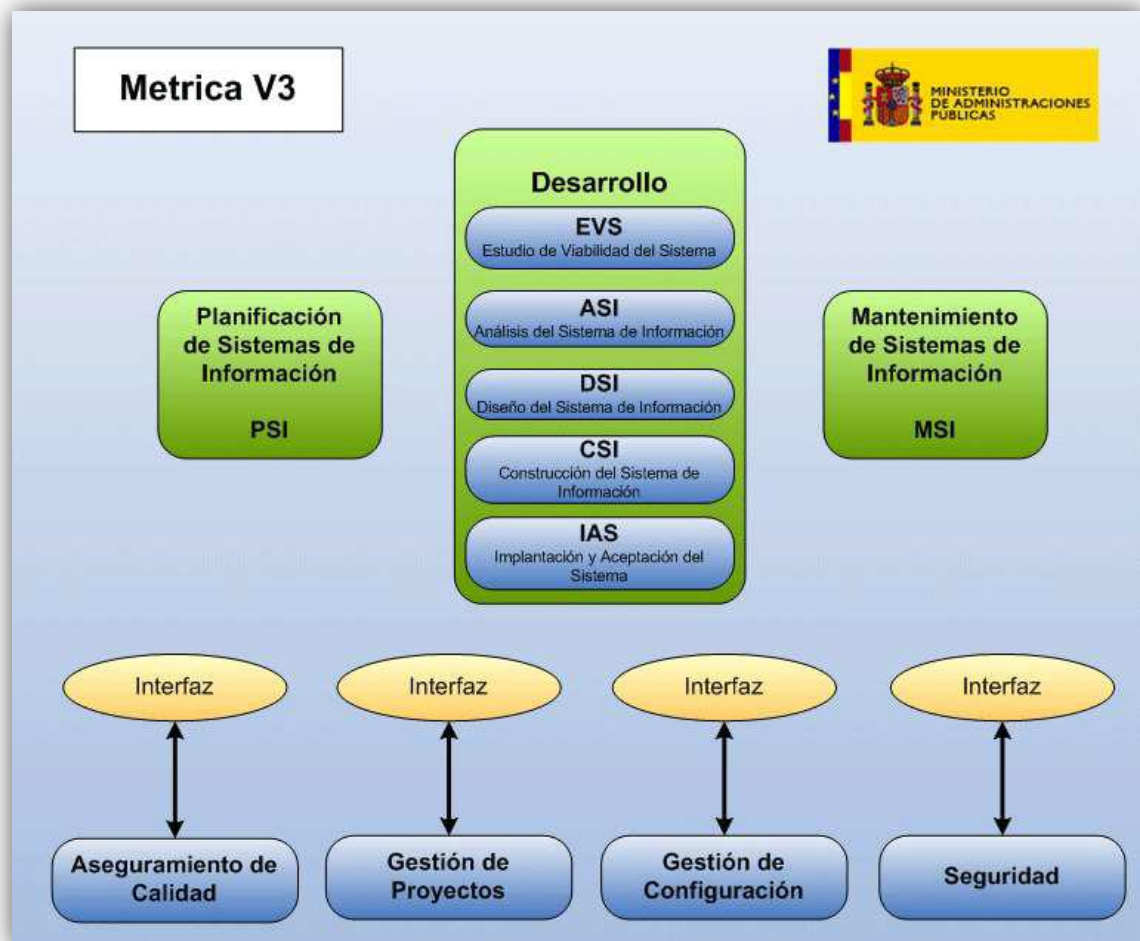 Metrica V3
MINISTERIO
DE ADMINISTRACIONES
PÚBLICAS
Desarrollo
EVS
Estudio de Viabilidad del Sistema
ASI
Análisis del Sistema de Información
DSI
Diseño del Sistema de Información
CSI
Construcción del Sistema de
Información
IAS
Implantación y Aceptación del
Sistema
Planificación
de Sistemas de
Información
PSI
Mantenimiento
de Sistemas de
Información
MSI
Interfaz
Interfaz
Interfaz
Interfaz
Aseguramiento de
Calidad
Gestión de
Proyectos
Gestión de
Configuración
Seguridad